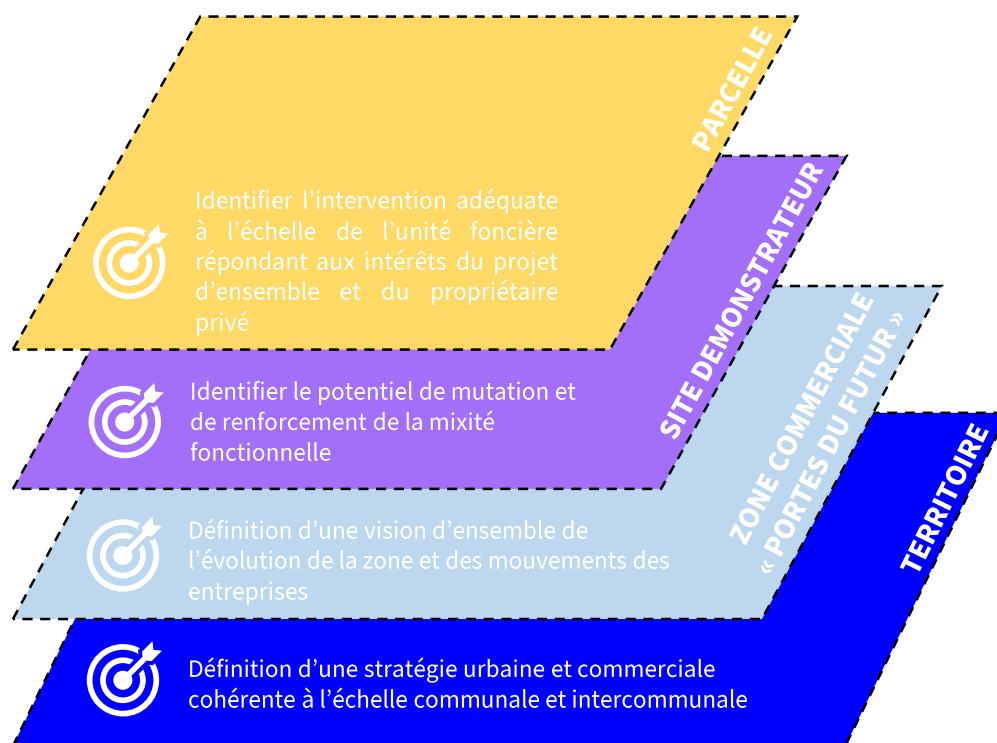 PARCELLE
Identifier l’intervention adéquate
à l’échelle de l’unité foncière
répondant aux intérêts du projet
d’ensemble et du propriétaire
privé
SITE DEMONSTRATEUR
Identifier le potentiel de mutation et
de renforcement de la mixité
fonctionnelle
ZONE COMMERCIALE
« PORTES DU FUTUR »
Définition d’une vision d’ensemble de
l’évolution de la zone et des mouvements des
entreprises
TERRITOIRE
Définition d’une stratégie urbaine et commerciale
cohérente à l’échelle communale et intercommunale